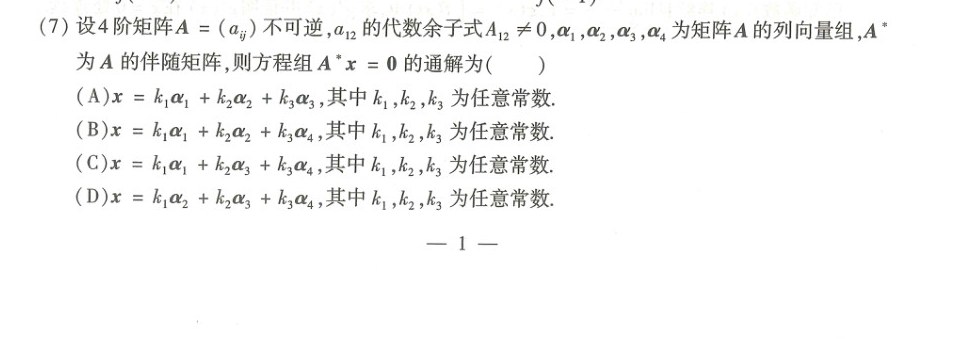 (7) 设4阶矩阵A = (aᵢⱼ) 不可逆,a₁₂ 的代数余子式A₁₂ ≠ 0,α₁,α₂,α₃,α₄ 为矩阵A 的列向量组,A*
为 A 的伴随矩阵,则方程组 A*x = 0 的通解为(  )
(A)x = k₁α₁ + k₂α₂ + k₃α₃,其中 k₁,k₂,k₃ 为任意常数.
(B)x = k₁α₁ + k₂α₂ + k₃α₄,其中 k₁,k₂,k₃ 为任意常数.
(C)x = k₁α₁ + k₂α₃ + k₃α₄,其中 k₁,k₂,k₃ 为任意常数.
(D)x = k₁α₂ + k₂α₃ + k₃α₄,其中 k₁,k₂,k₃ 为任意常数.
— 1 —